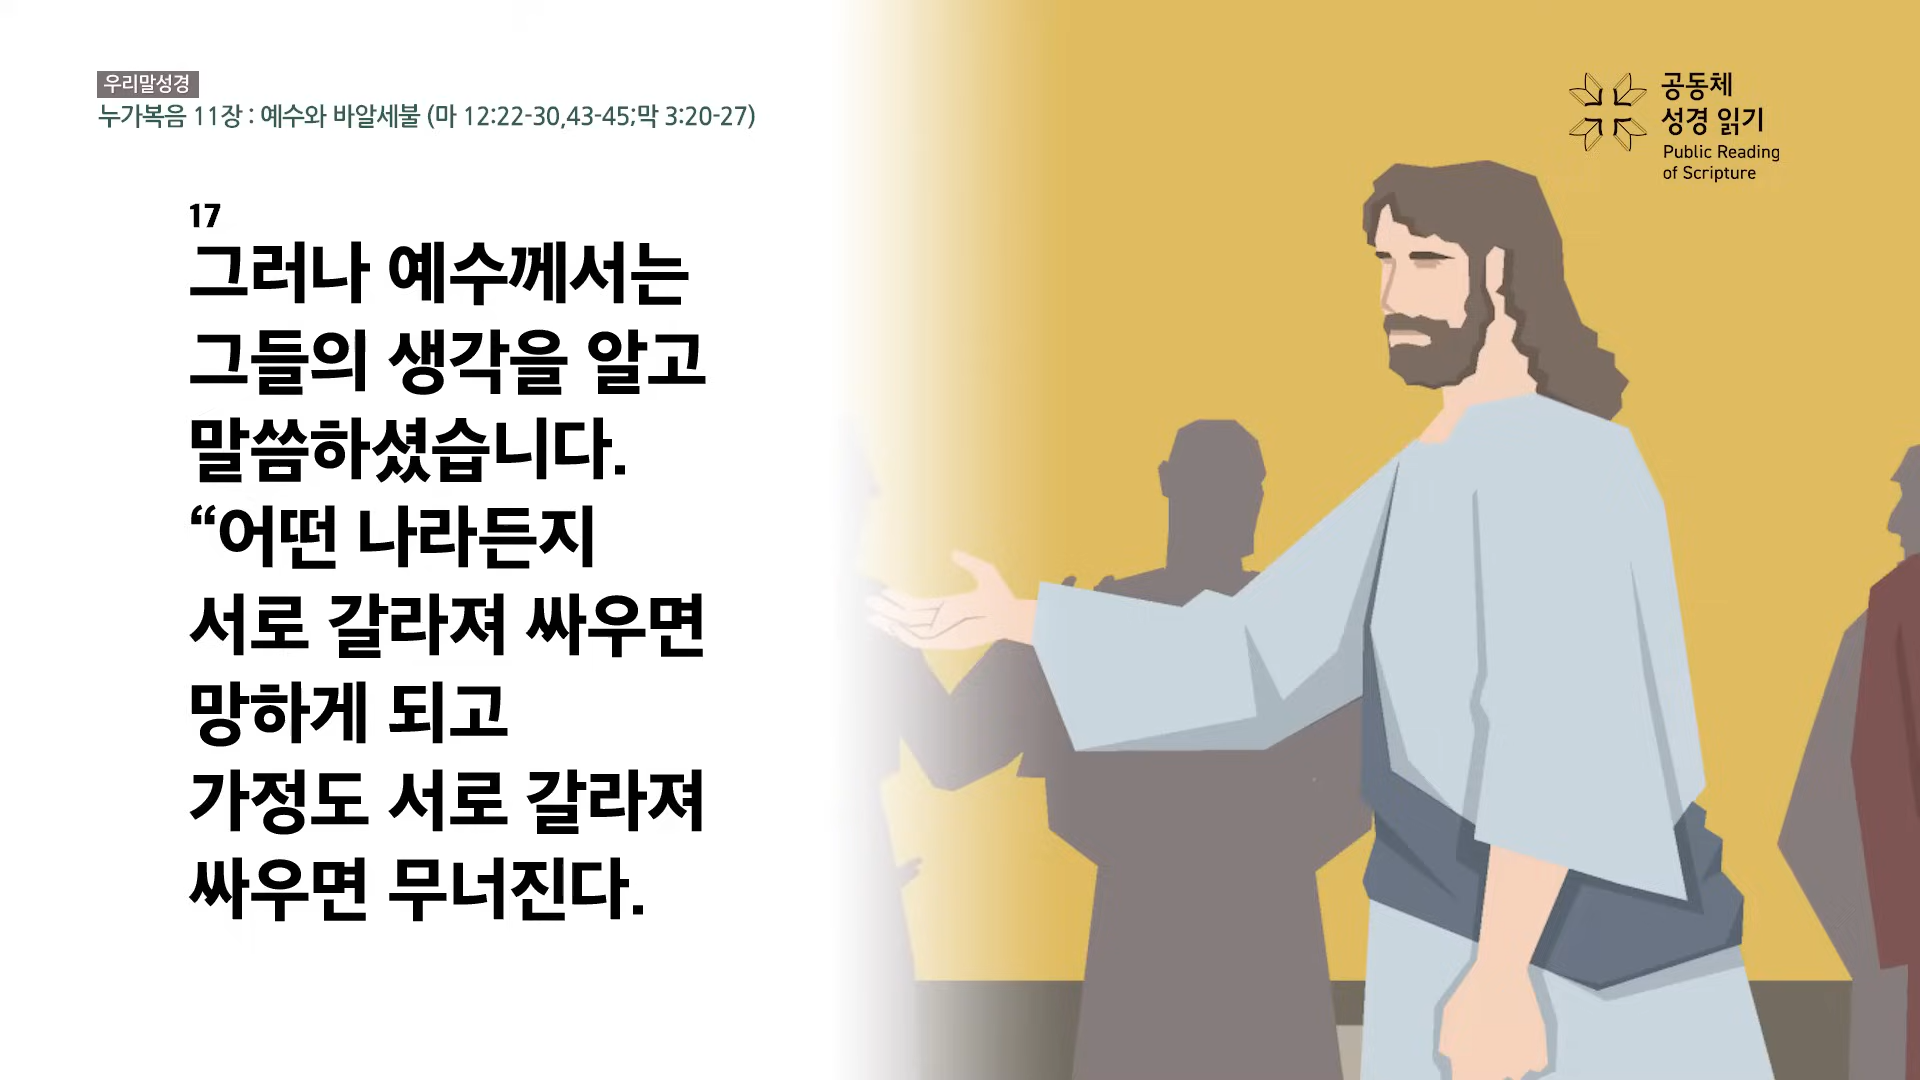 우리말성경
누가복음 11장 : 예수와 바알세불 (마 12:22-30,43-45;막 3:20-27)
공동체
성경 읽기
Public Reading
of Scripture
17
그러나 예수께서는
그들의 생각을 알고
말씀하셨습니다.
“어떤 나라든지
서로 갈라져 싸우면
망하게 되고
가정도 서로 갈라져
싸우면 무너진다.